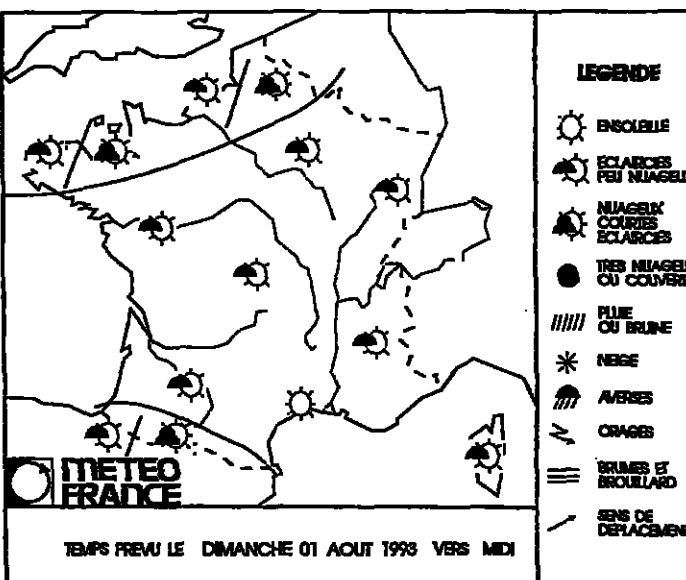 LEGENDE
ENSOLEILLE
ECLAIRCIES
PEU NUAGEUX
NUAGEUX
COURTES
ECLAIRCIES
TRES NUAGEUX
OU COUVERT
PLUIE
OU BRUINE
NEIGE
AVERSES
ORAGES
BRUMES ET
BROUILLARD
SENS DE
DEPLACEMENT
METEO
FRANCE
TEMPS PREVU LE DIMANCHE 01 AOUT 1993 VERS MIDI